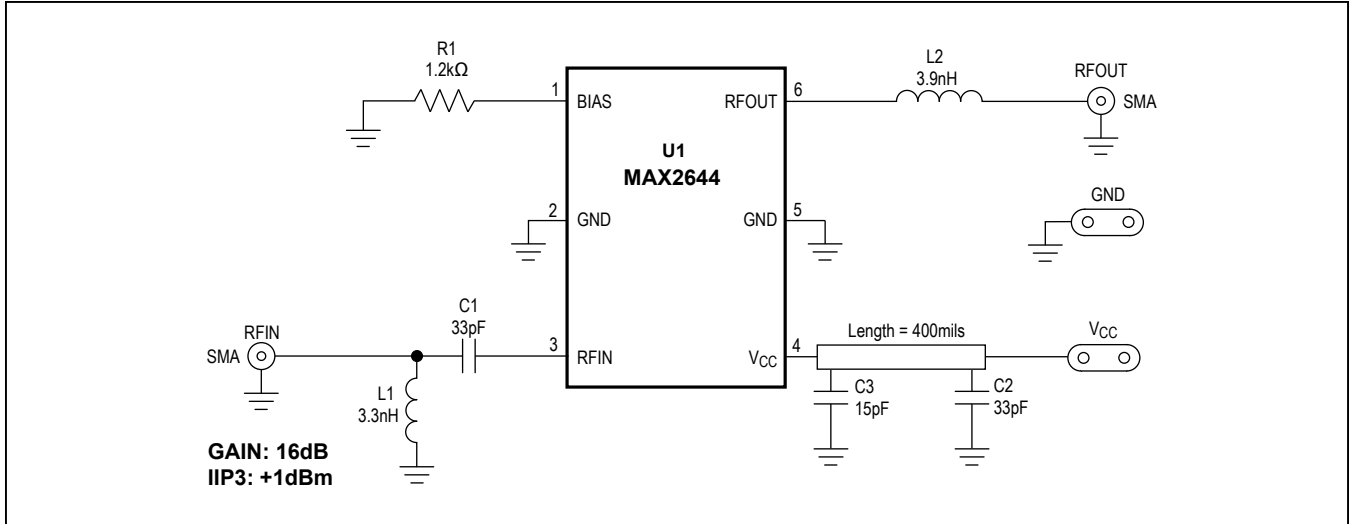 R1
1.2kΩ
L2
3.9nH
RFOUT
SMA
1
BIAS
RFOUT
6
U1
MAX2644
2
GND
GND
5
GND
C1
33pF
RFIN
SMA
3
RFIN
VCC
4
Length = 400mils
VCC
L1
3.3nH
C3
15pF
C2
33pF
GAIN: 16dB
IIP3: +1dBm